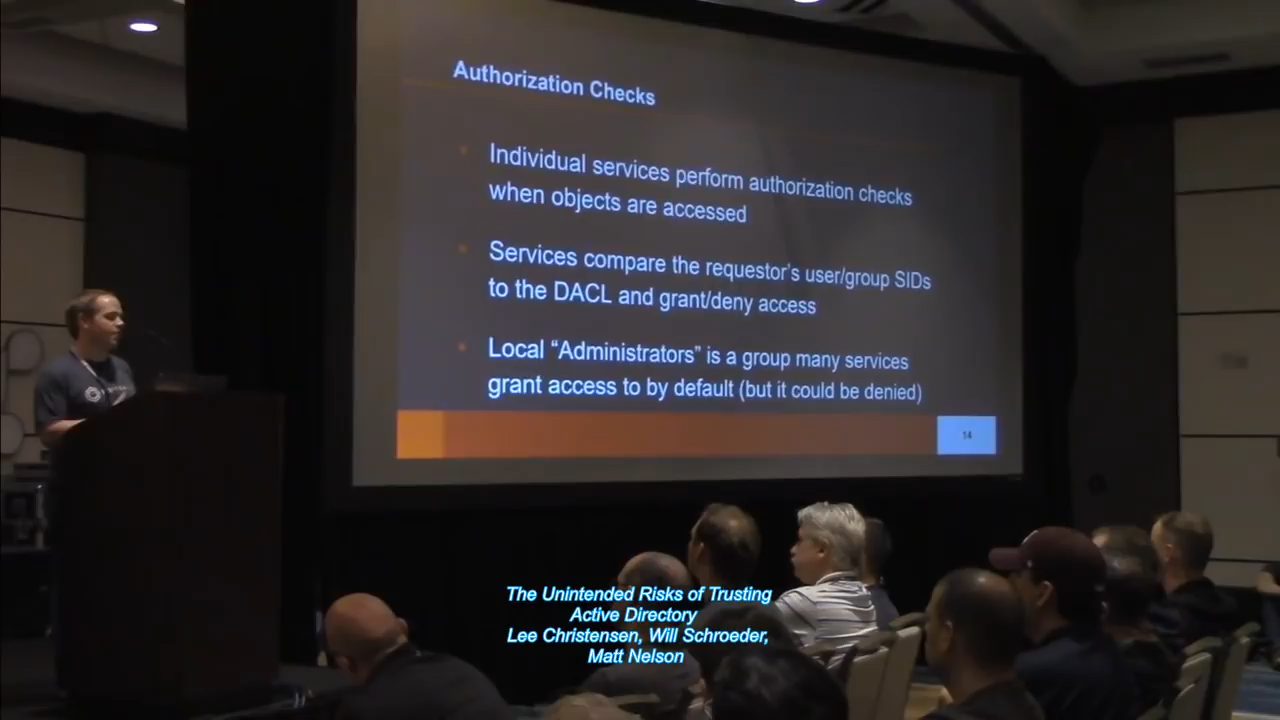 Authorization Checks
Individual services perform authorization checks
when objects are accessed
Services compare the requestor's user/group SIDs
to the DACL and grant/deny access
Local “Administrators” is a group many services
grant access to by default (but it could be denied)
14
The Unintended Risks of Trusting
Active Directory
Lee Christensen, Will Schroeder,
Matt Nelson